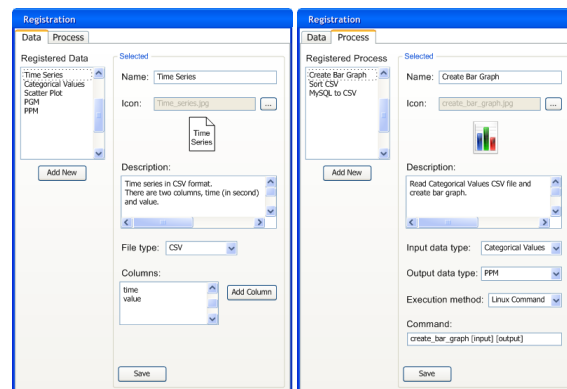 Registration
Data Process
Registered Data
Time Series
Categorical Values
Scatter Plot
PGM
PPM
Add New
Selected
Name: Time Series
Icon: Time_series.jpg ...
Time
Series
Description:
Time series in CSV format.
There are two columns, time (in second)
and value.
File type: CSV
Columns:
time
value
Add Column
Save
Registration
Data Process
Registered Process
Create Bar Graph
Sort CSV
MySQL to CSV
Add New
Selected
Name: Create Bar Graph
Icon: create_bar_graph.jpg ...
Description:
Read Categorical Values CSV file and
create bar graph.
Input data type: Categorical Values
Output data type: PPM
Execution method: Linux Command
Command:
create_bar_graph [input] [output]
Save